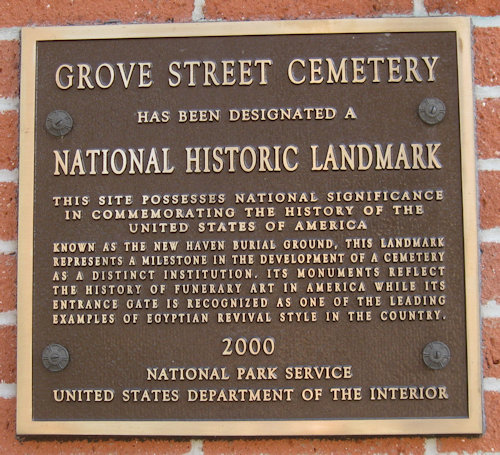 GROVE STREET CEMETERY
HAS BEEN DESIGNATED A
NATIONAL HISTORIC LANDMARK
THIS SITE POSSESSES NATIONAL SIGNIFICANCE
IN COMMEMORATING THE HISTORY OF THE
UNITED STATES OF AMERICA
KNOWN AS THE NEW HAVEN BURIAL GROUND, THIS LANDMARK
REPRESENTS A MILESTONE IN THE DEVELOPMENT OF A CEMETERY
AS A DISTINCT INSTITUTION. ITS MONUMENTS REFLECT
THE HISTORY OF FUNERARY ART IN AMERICA WHILE ITS
ENTRANCE GATE IS RECOGNIZED AS ONE OF THE LEADING
EXAMPLES OF EGYPTIAN REVIVAL STYLE IN THE COUNTRY.
2000
NATIONAL PARK SERVICE
UNITED STATES DEPARTMENT OF THE INTERIOR